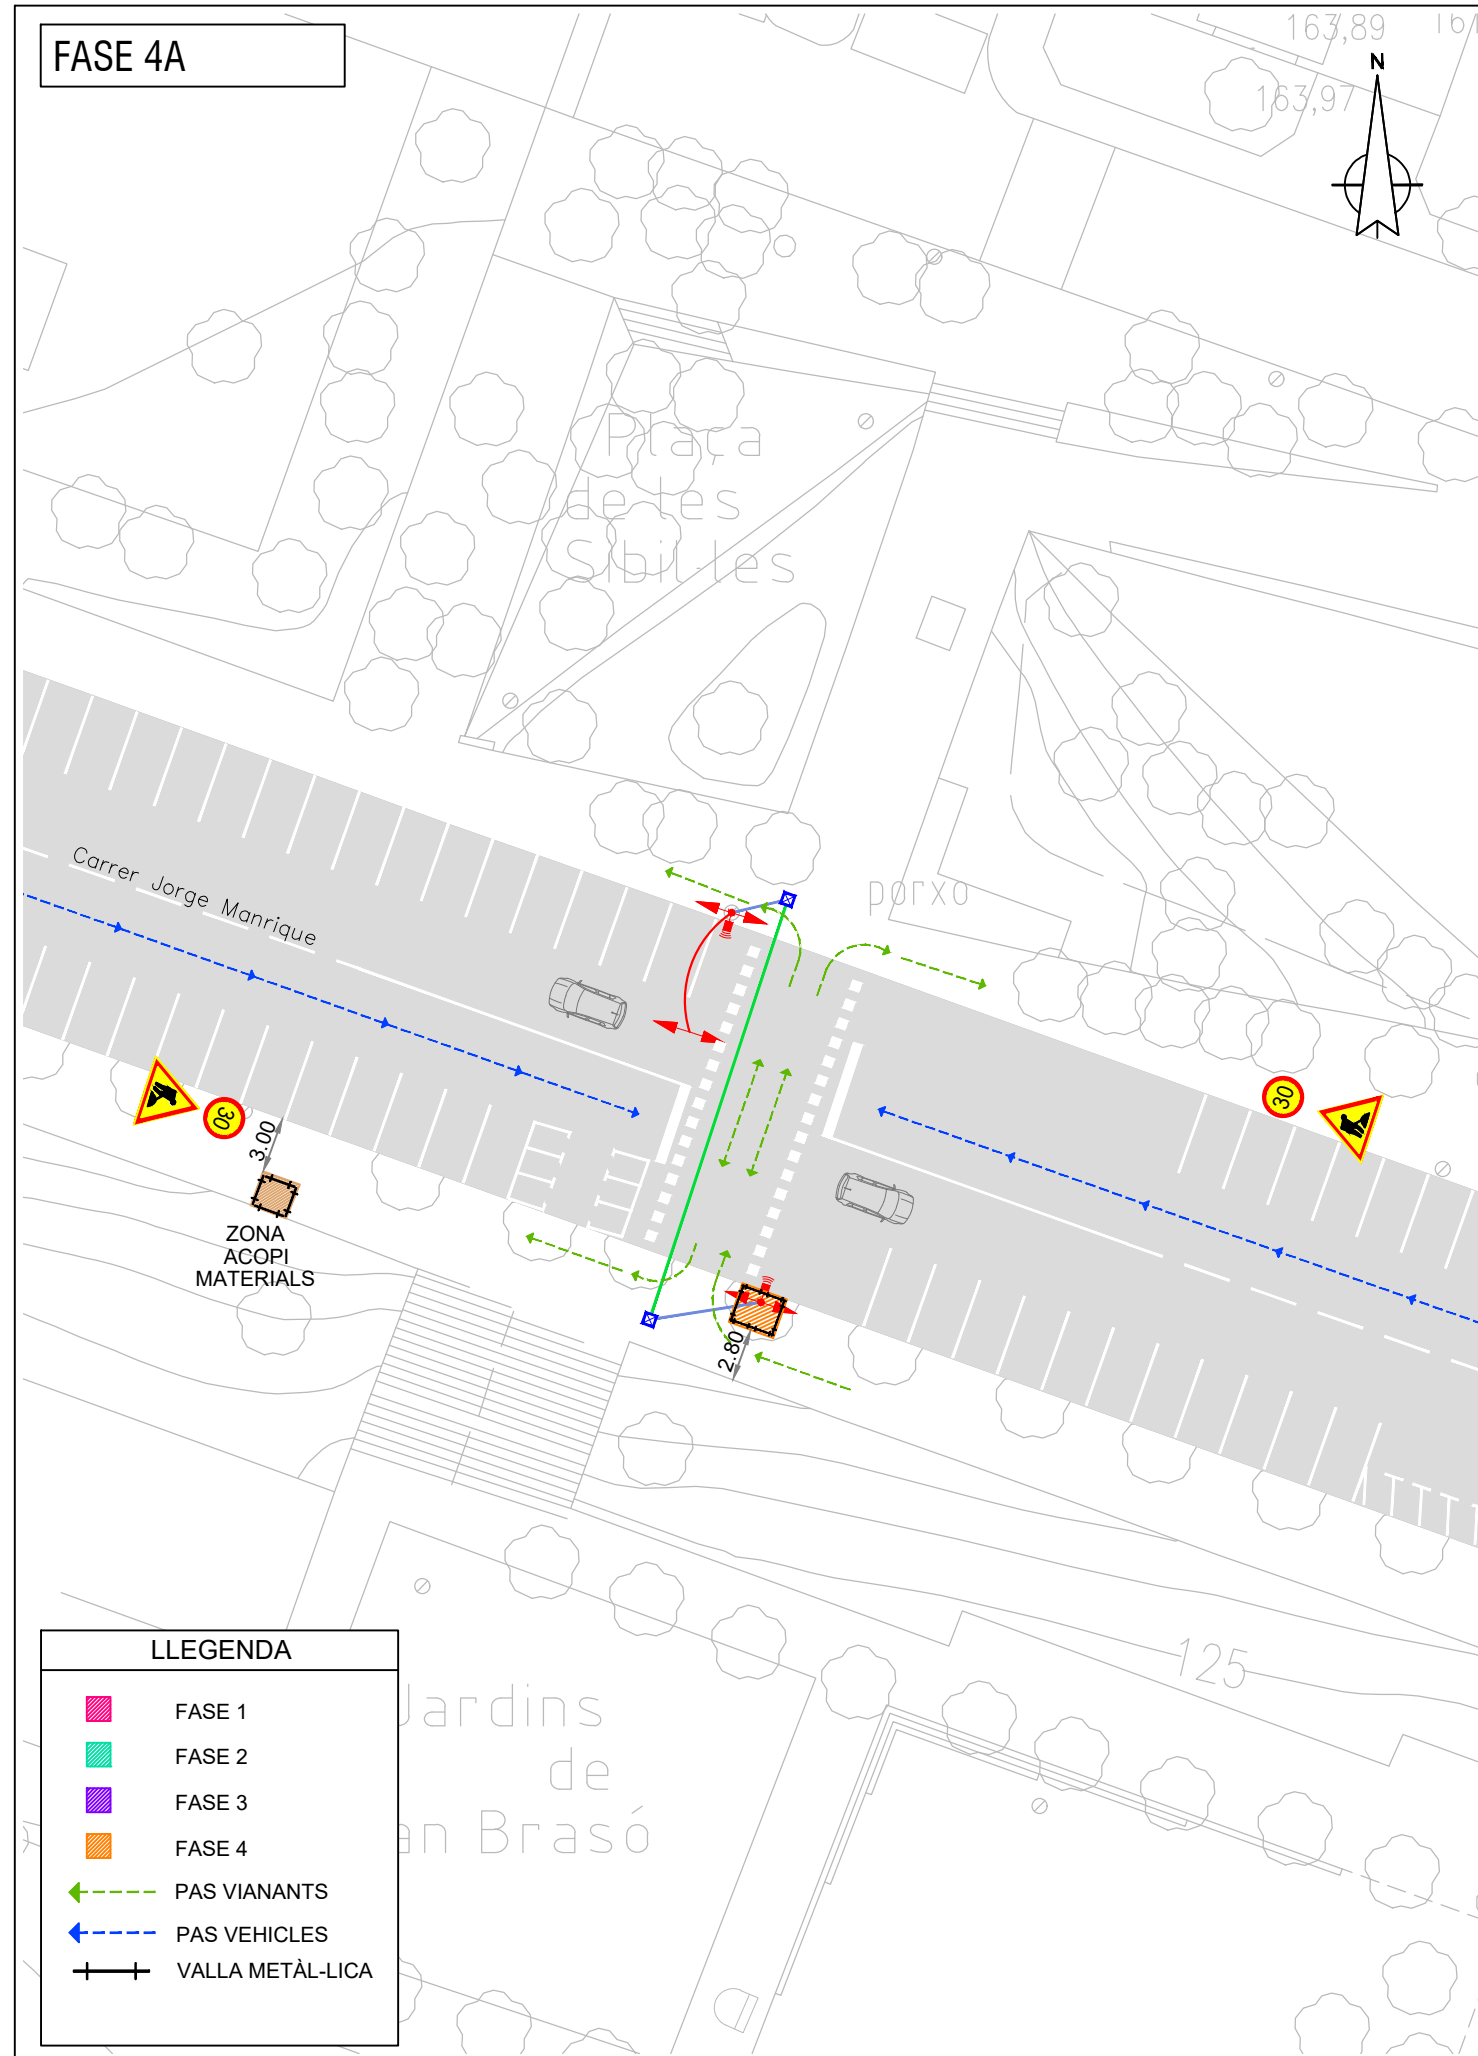 FASE 4A
163,89
163,97
N
Plaça
de les
Sibil·les
Carrer Jorge Manrique
porxo
30
30
3.00
ZONA
ACOPI
MATERIALS
2.80
125
Jardins
de
an Brasó
LLEGENDA
FASE 1
FASE 2
FASE 3
FASE 4
PAS VIANANTS
PAS VEHICLES
VALLA METÀL-LICA